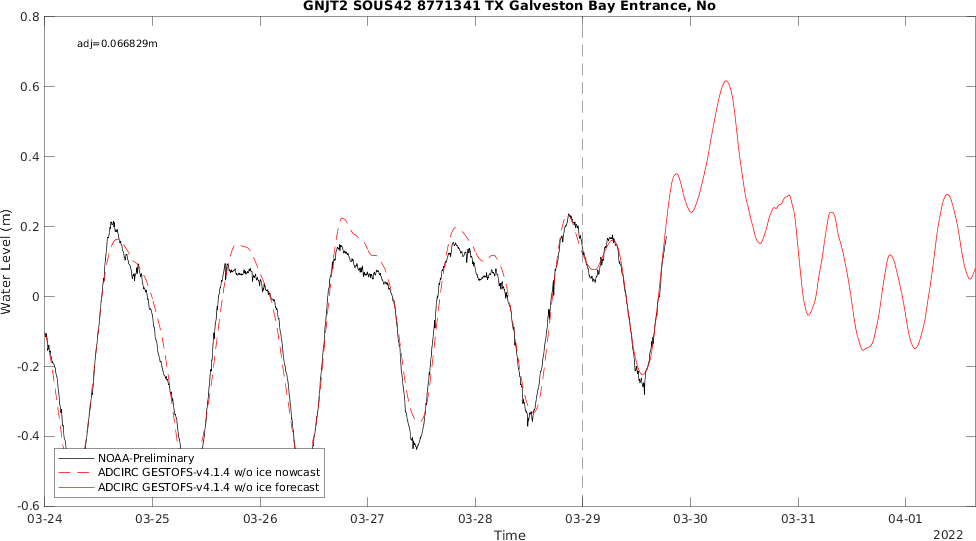 GNJT2 SOUS42 8771341 TX Galveston Bay Entrance, No
adj=0.066829m
0.8
0.6
0.4
0.2
0
-0.2
-0.4
-0.6
Water Level (m)
NOAA-Preliminary
ADCIRC GESTOFS-v4.1.4 w/o ice nowcast
ADCIRC GESTOFS-v4.1.4 w/o ice forecast
03-24 03-25 03-26 03-27 03-28 03-29 03-30 03-31 04-01
Time
2022